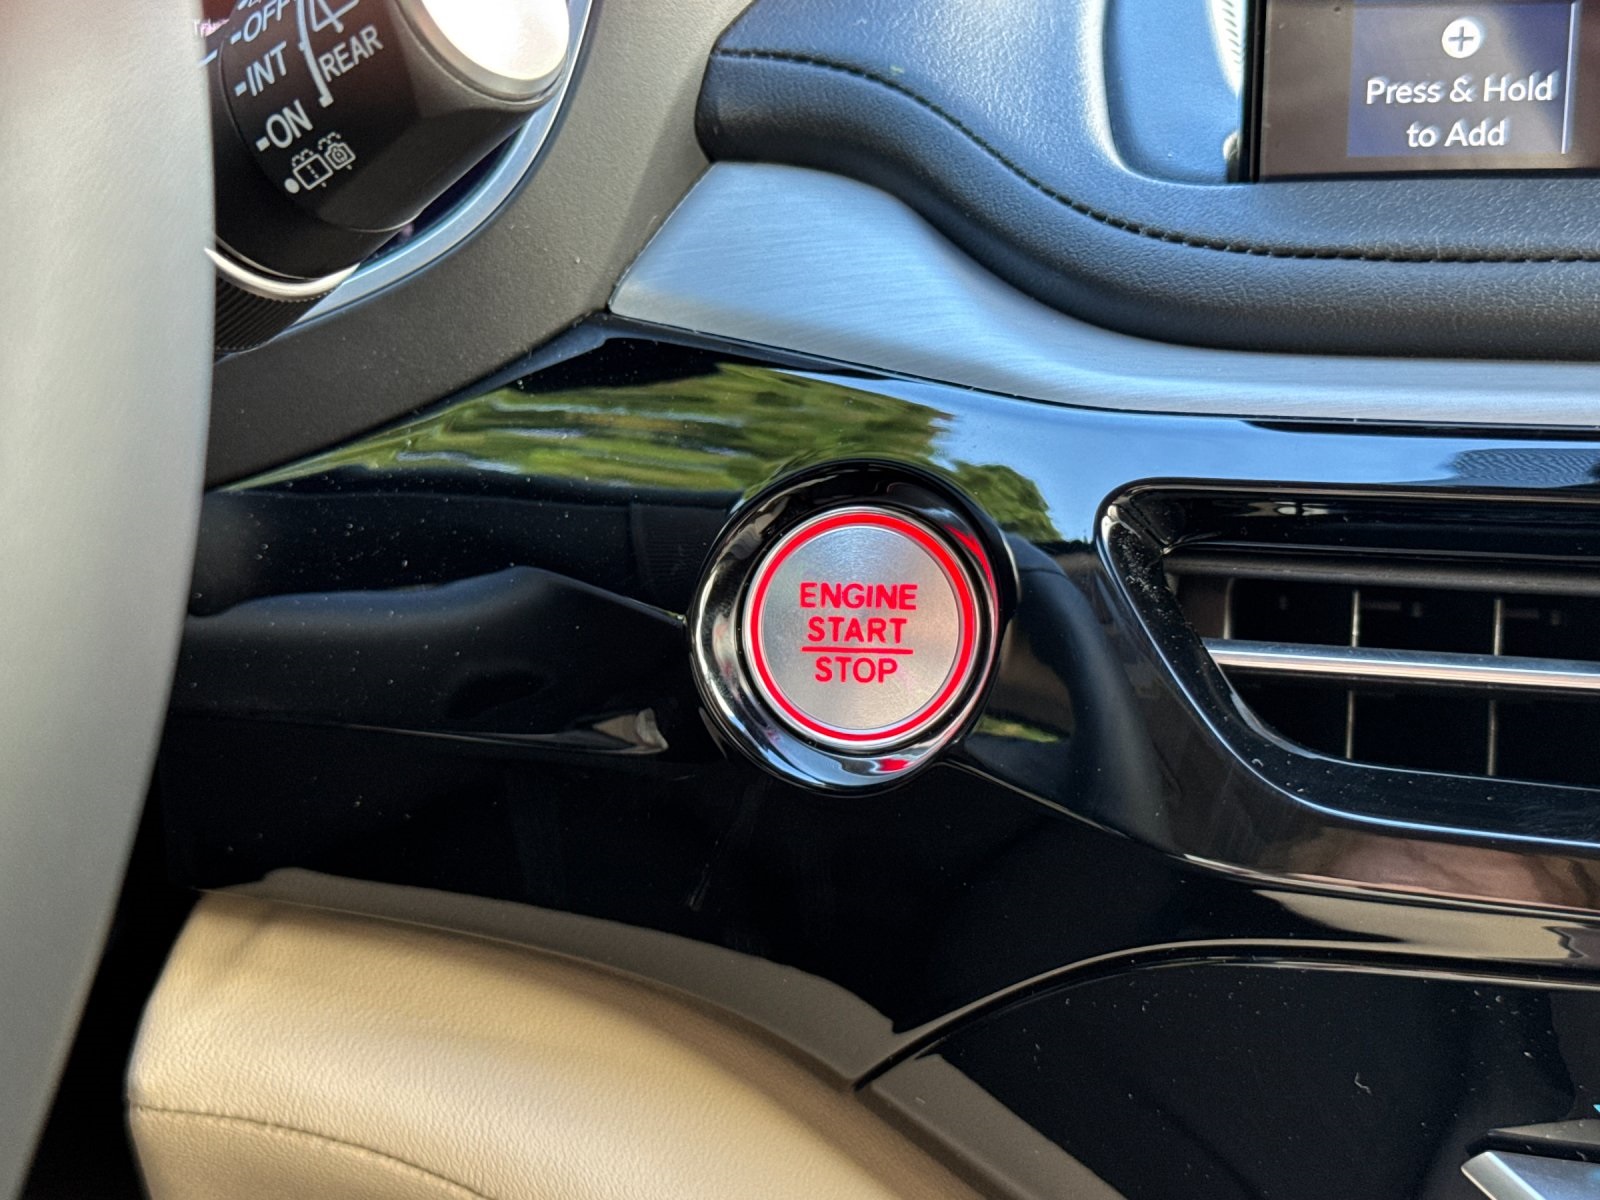 -OFF
-INT
-ON
REAR
Press & Hold
to Add
ENGINE
START
STOP